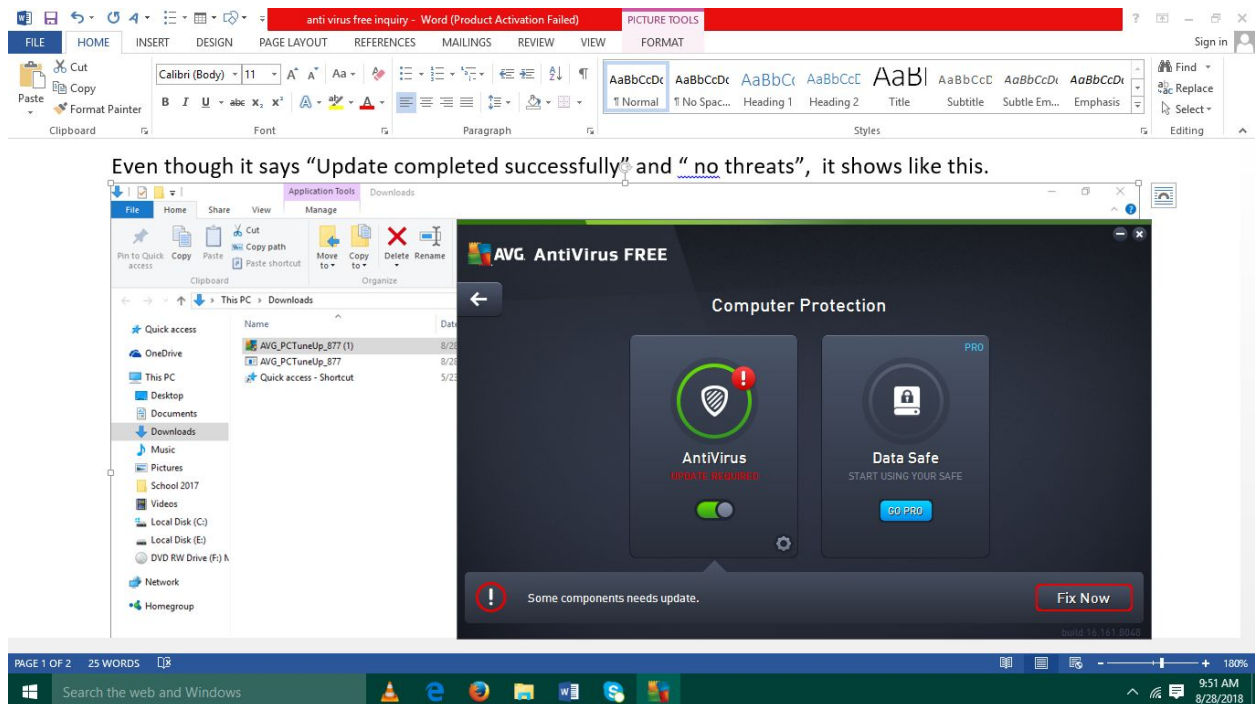 anti virus free inquiry - Word (Product Activation Failed)
PICTURE TOOLS
FILE HOME INSERT DESIGN PAGE LAYOUT REFERENCES MAILINGS REVIEW VIEW FORMAT Sign in
Paste
Cut
Copy
Format Painter
Calibri (Body) 11
AaBbCcDc AaBbCcDc AaBbCc AaBbCcD AaBl AaBbCcD AaBbCcDc AaBbCcDc
¶ Normal ¶ No Spac... Heading 1 Heading 2 Title Subtitle Subtle Em... Emphasis
Find
Replace
Select
Clipboard Font Paragraph Styles Editing
Even though it says “Update completed successfully” and “ no threats”, it shows like this.
Application Tools Downloads
File Home Share View Manage
Pin to Quick access
Copy
Paste
Cut
Copy path
Paste shortcut
Move to
Copy to
Delete
Rename
Clipboard Organize
This PC > Downloads
Name Date
Quick access
OneDrive
This PC
Desktop
Documents
Downloads
Music
Pictures
School 2017
Videos
Local Disk (C:)
Local Disk (E:)
DVD RW Drive (F:) N
Network
Homegroup
AVG_PCTuneUp_877 (1) 8/28
AVG_PCTuneUp_877 8/28
Quick access - Shortcut 5/23
AVG AntiVirus FREE
Computer Protection
AntiVirus
UPDATE REQUIRED
PRO
Data Safe
START USING YOUR SAFE
GO PRO
Some components needs update.
Fix Now
build 16.161.8048
PAGE 1 OF 2 25 WORDS 180%
Search the web and Windows
9:51 AM
8/28/2018